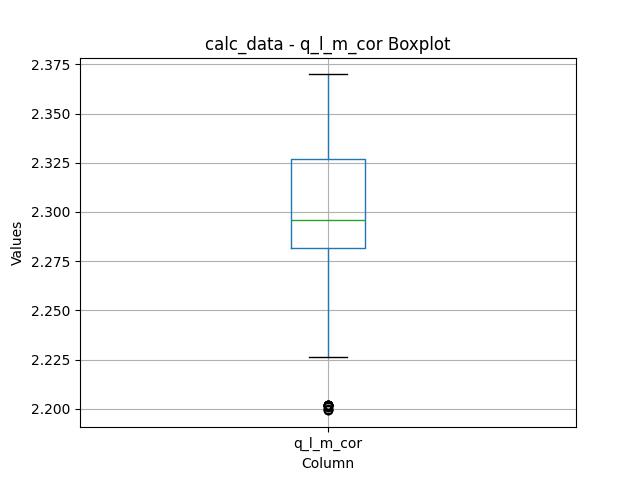 calc_data - q_l_m_cor Boxplot
2.375
2.350
2.325
2.300
2.275
2.250
2.225
2.200
Values
q_l_m_cor
Column